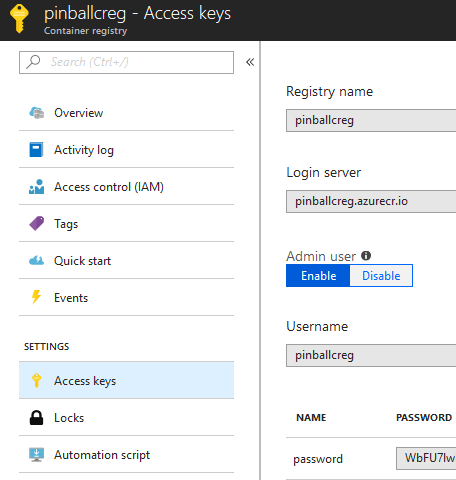 pinballcreg - Access keys
Container registry
Search (Ctrl+/)
«
Overview
Activity log
Access control (IAM)
Tags
Quick start
Events
SETTINGS
Access keys
Locks
Automation script
Registry name
pinballcreg
Login server
pinballcreg.azurecr.io
Admin user
Enable Disable
Username
pinballcreg
NAME PASSWORD
password WbFU7Iw